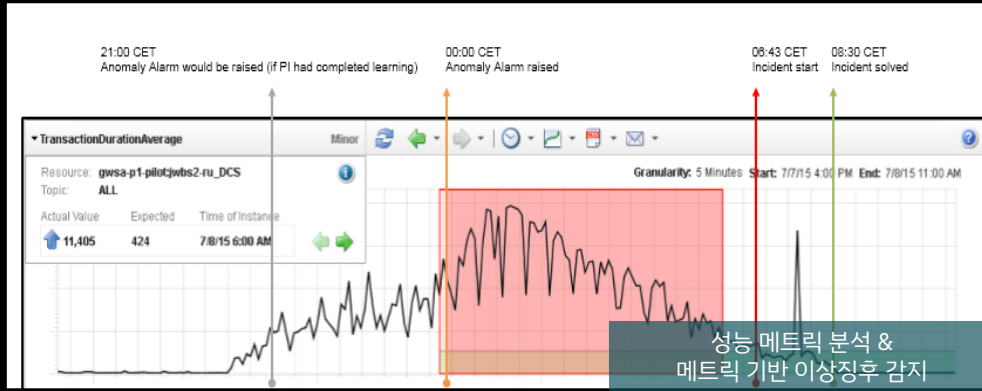 21:00 CET
Anomaly Alarm would be raised (if PI had completed learning)
00:00 CET
Anomaly Alarm raised
06:43 CET
Incident start
08:30 CET
Incident solved
TransactionDurationAverage
Minor
Resource: gwsa-p1-pilot:jwbs2-ru_DCS
Topic: ALL
Actual Value Expected Time of Instance
11,405 424 7/8/15 6:00 AM
Granularity: 5 Minutes Start: 7/7/15 4:00 PM End: 7/8/15 11:00 AM
성능 메트릭 분석 &
메트릭 기반 이상징후 감지